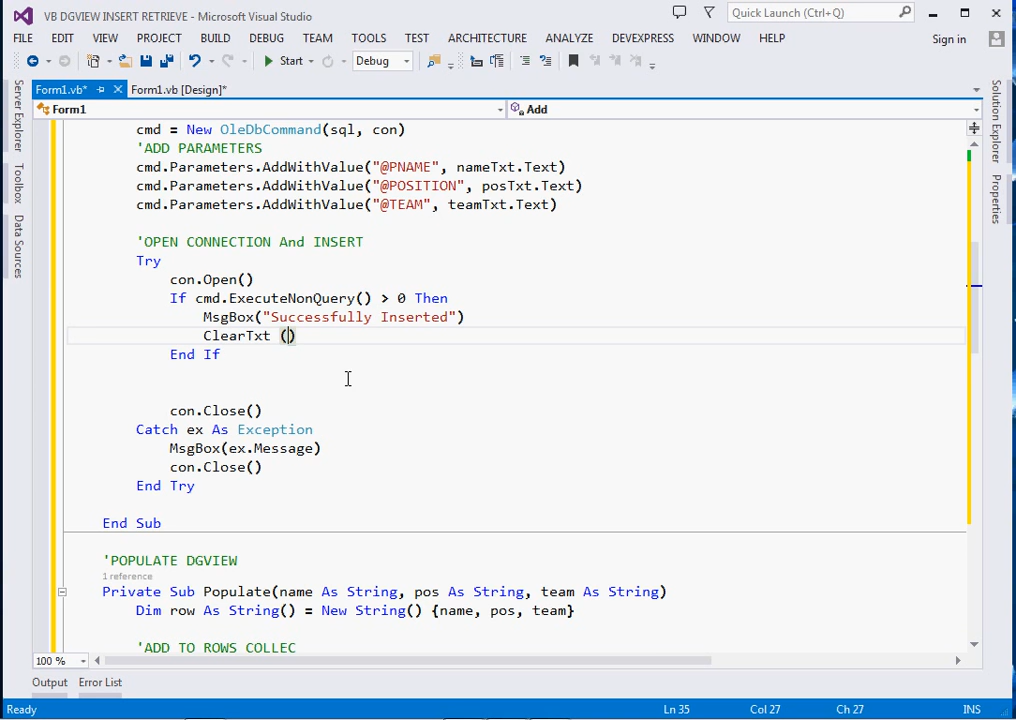 VB DGVIEW INSERT RETRIEVE - Microsoft Visual Studio
Quick Launch (Ctrl+Q)
FILE EDIT VIEW PROJECT BUILD DEBUG TEAM TOOLS TEST ARCHITECTURE ANALYZE DEVEXPRESS WINDOW HELP Sign in
Start Debug
Form1.vb* Form1.vb [Design]*
Form1 Add
Server Explorer
Toolbox
Data Sources
Solution Explorer
Properties
cmd = New OleDbCommand(sql, con)
'ADD PARAMETERS
cmd.Parameters.AddWithValue("@PNAME", nameTxt.Text)
cmd.Parameters.AddWithValue("@POSITION", posTxt.Text)
cmd.Parameters.AddWithValue("@TEAM", teamTxt.Text)
'OPEN CONNECTION And INSERT
Try
con.Open()
If cmd.ExecuteNonQuery() > 0 Then
MsgBox("Successfully Inserted")
ClearTxt ()
End If
con.Close()
Catch ex As Exception
MsgBox(ex.Message)
con.Close()
End Try
End Sub
'POPULATE DGVIEW
1 reference
Private Sub Populate(name As String, pos As String, team As String)
Dim row As String() = New String() {name, pos, team}
'ADD TO ROWS COLLEC
100 %
Output Error List
Ready Ln 35 Col 27 Ch 27 INS